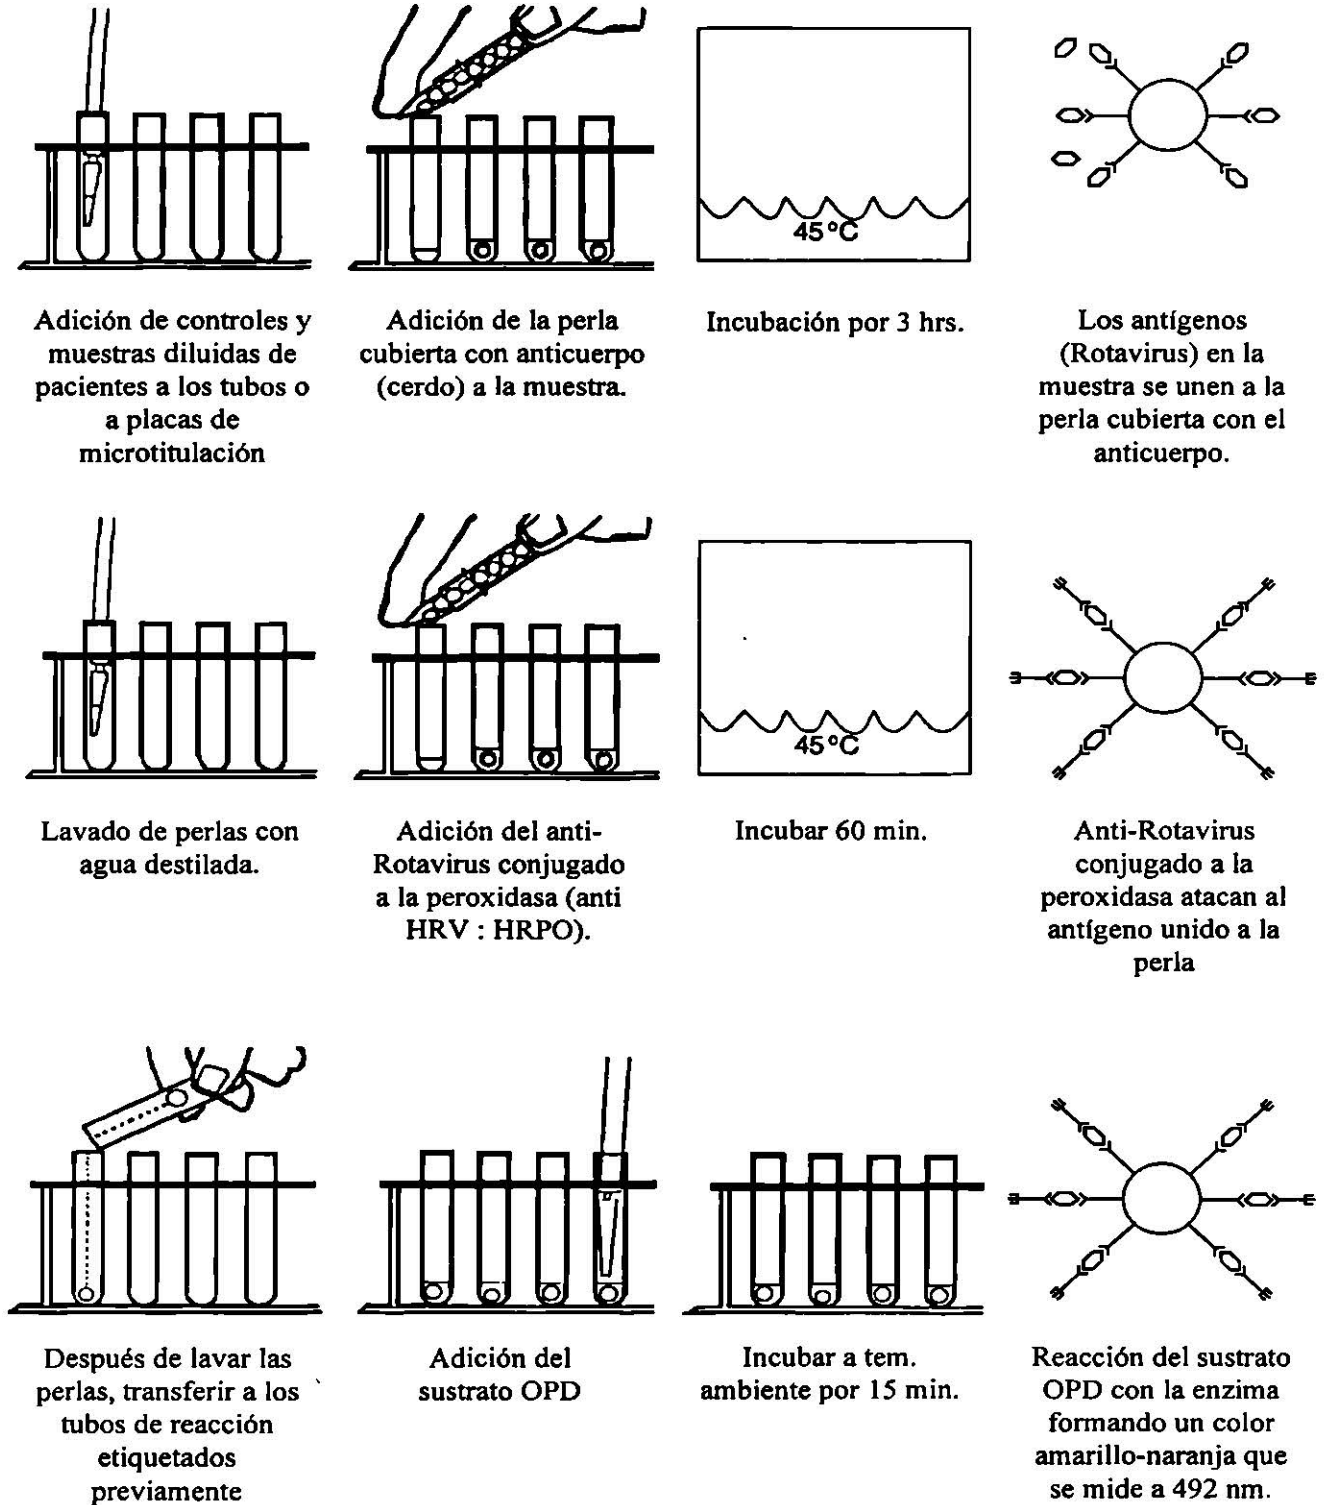 45°C
Adición de controles y
muestras diluidas de
pacientes a los tubos o
a placas de
microtitulación
Adición de la perla
cubierta con anticuerpo
(cerdo) a la muestra.
Incubación por 3 hrs.
Los antígenos
(Rotavirus) en la
muestra se unen a la
perla cubierta con el
anticuerpo.
45°C
Lavado de perlas con
agua destilada.
Adición del anti-
Rotavirus conjugado
a la peroxidasa (anti
HRV : HRPO).
Incubar 60 min.
Anti-Rotavirus
conjugado a la
peroxidasa atacan al
antígeno unido a la
perla
Después de lavar las
perlas, transferir a los
tubos de reacción
etiquetados
previamente
Adición del
sustrato OPD
Incubar a tem.
ambiente por 15 min.
Reacción del sustrato
OPD con la enzima
formando un color
amarillo-naranja que
se mide a 492 nm.